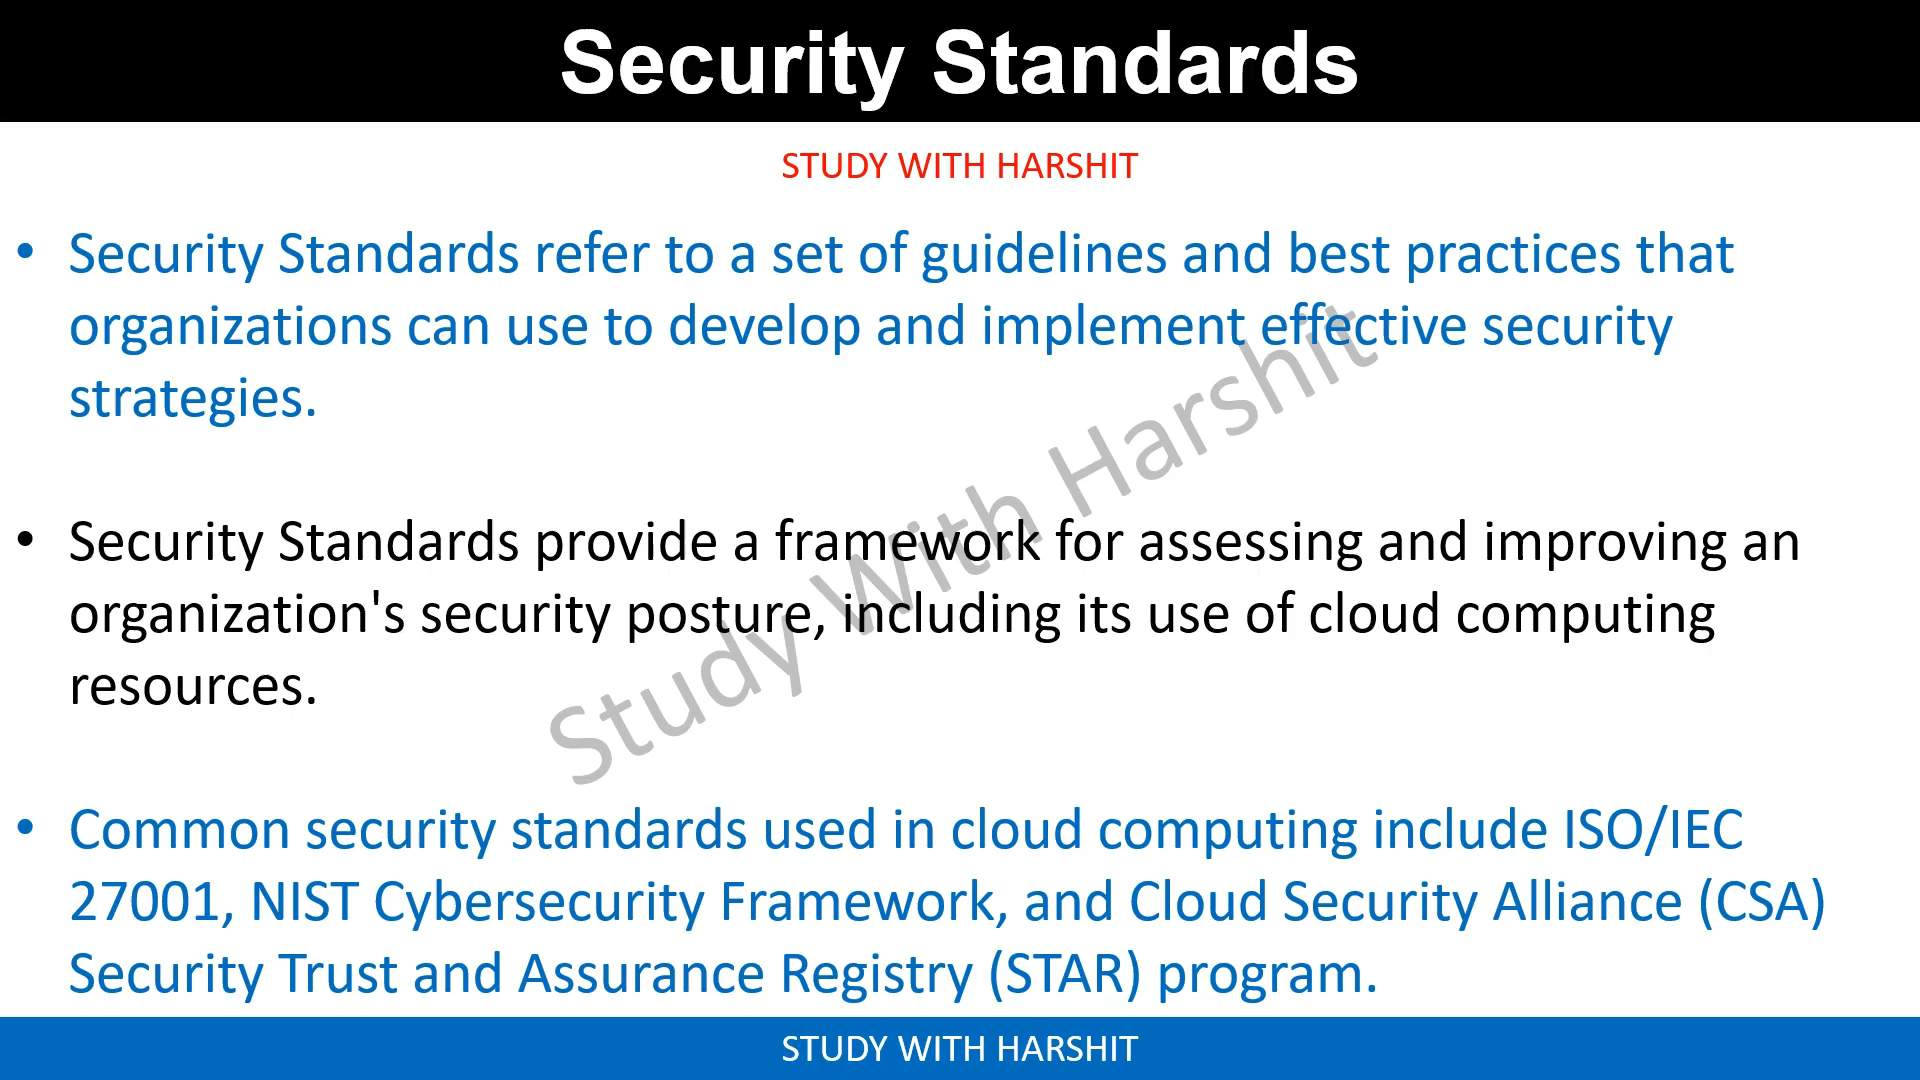 Security Standards
STUDY WITH HARSHIT
• Security Standards refer to a set of guidelines and best practices that
organizations can use to develop and implement effective security
strategies.
• Security Standards provide a framework for assessing and improving an
organization's security posture, including its use of cloud computing
resources.
• Common security standards used in cloud computing include ISO/IEC
27001, NIST Cybersecurity Framework, and Cloud Security Alliance (CSA)
Security Trust and Assurance Registry (STAR) program.
Study With Harshit
STUDY WITH HARSHIT